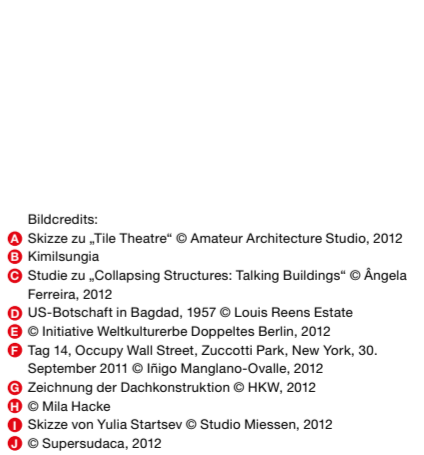 Bildcredits:
A Skizze zu „Tile Theatre“ © Amateur Architecture Studio, 2012
B Kimilsungia
C Studie zu „Collapsing Structures: Talking Buildings“ © Ângela
Ferreira, 2012
D US-Botschaft in Bagdad, 1957 © Louis Reens Estate
E © Initiative Weltkulturerbe Doppeltes Berlin, 2012
F Tag 14, Occupy Wall Street, Zuccotti Park, New York, 30.
September 2011 © Iñigo Manglano-Ovalle, 2012
G Zeichnung der Dachkonstruktion © HKW, 2012
H © Mila Hacke
I Skizze von Yulia Startsev © Studio Miessen, 2012
J © Supersudaca, 2012